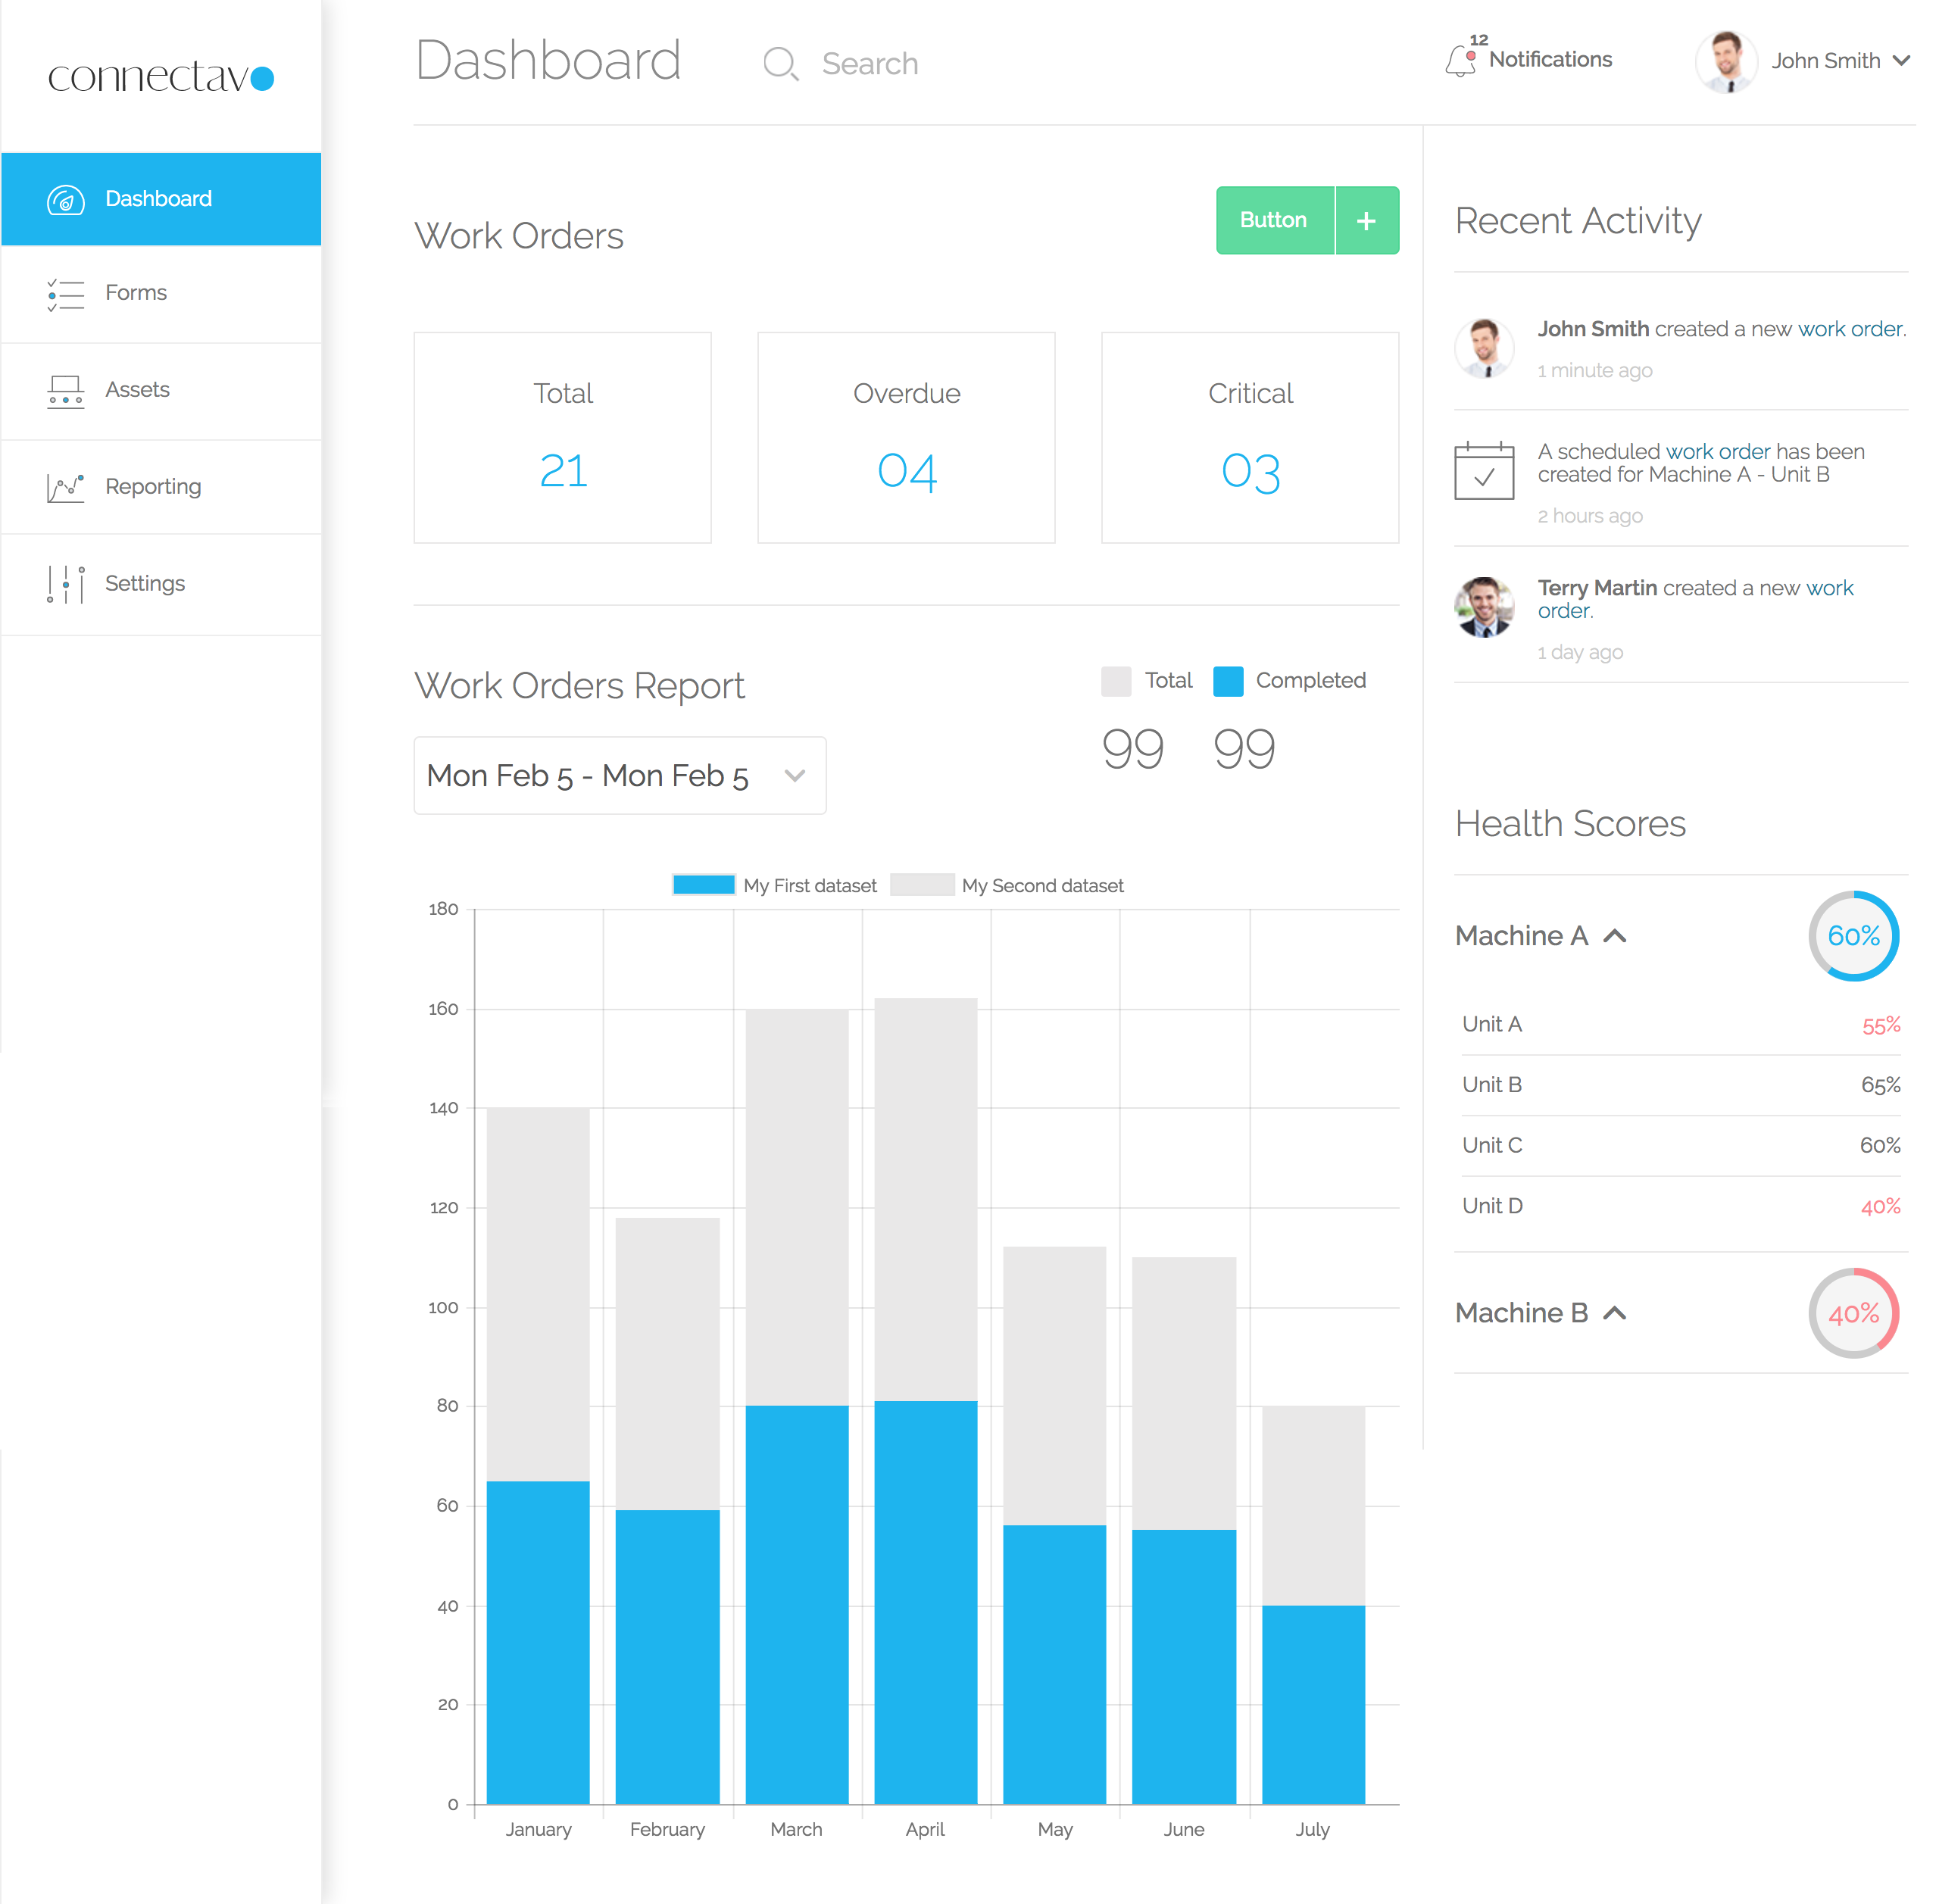 connectavo
Dashboard
Search
12
Notifications
John Smith
Dashboard
Forms
Assets
Reporting
Settings
Work Orders
Button +
Total
21
Overdue
04
Critical
03
Work Orders Report
Total
99
Completed
99
Mon Feb 5 - Mon Feb 5
My First dataset
My Second dataset
180
160
140
120
100
80
60
40
20
0
January
February
March
April
May
June
July
Recent Activity
John Smith created a new work order.
1 minute ago
A scheduled work order has been
created for Machine A - Unit B
2 hours ago
Terry Martin created a new work
order.
1 day ago
Health Scores
Machine A
60%
Unit A
55%
Unit B
65%
Unit C
60%
Unit D
40%
Machine B
40%